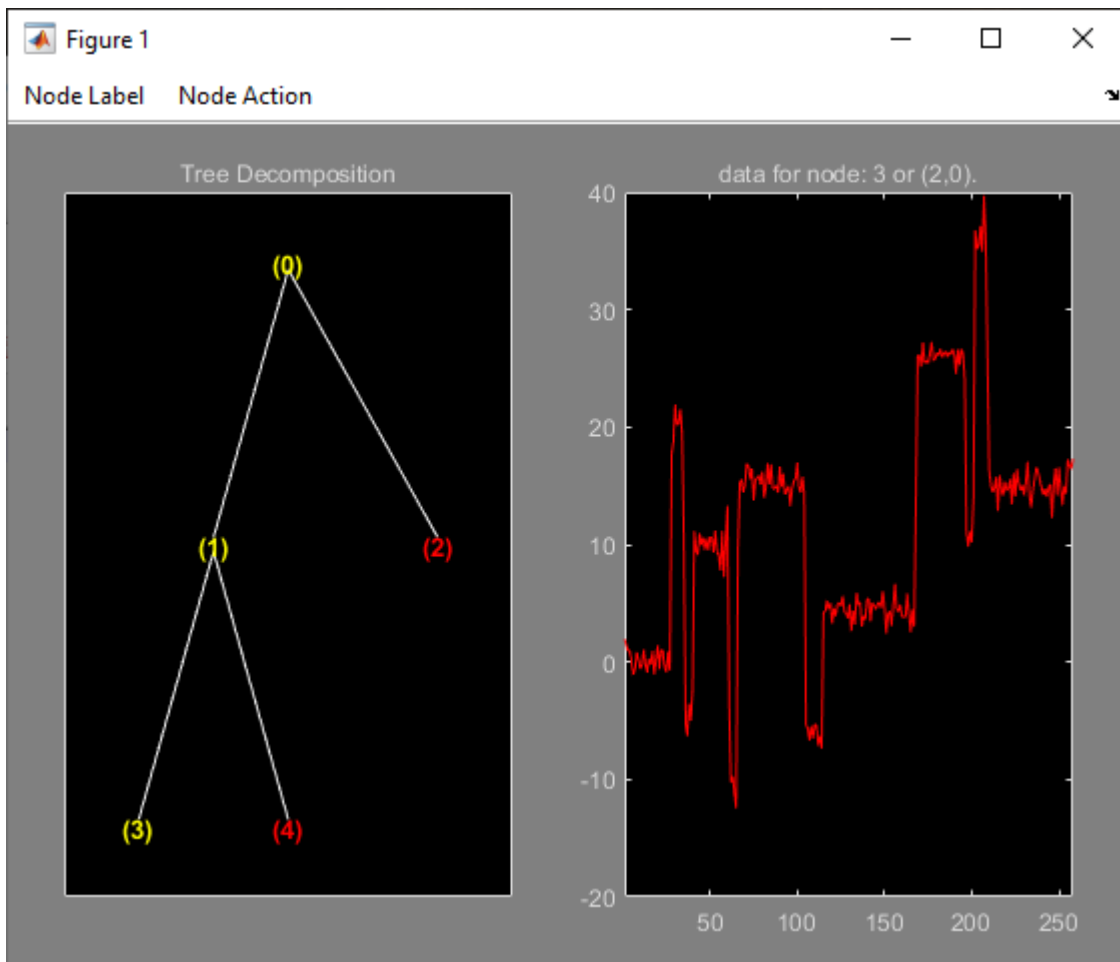 Figure 1
Node Label Node Action
Tree Decomposition
(0)
(1)
(2)
(3)
(4)
data for node: 3 or (2,0).
40
30
20
10
0
-10
-20
50 100 150 200 250